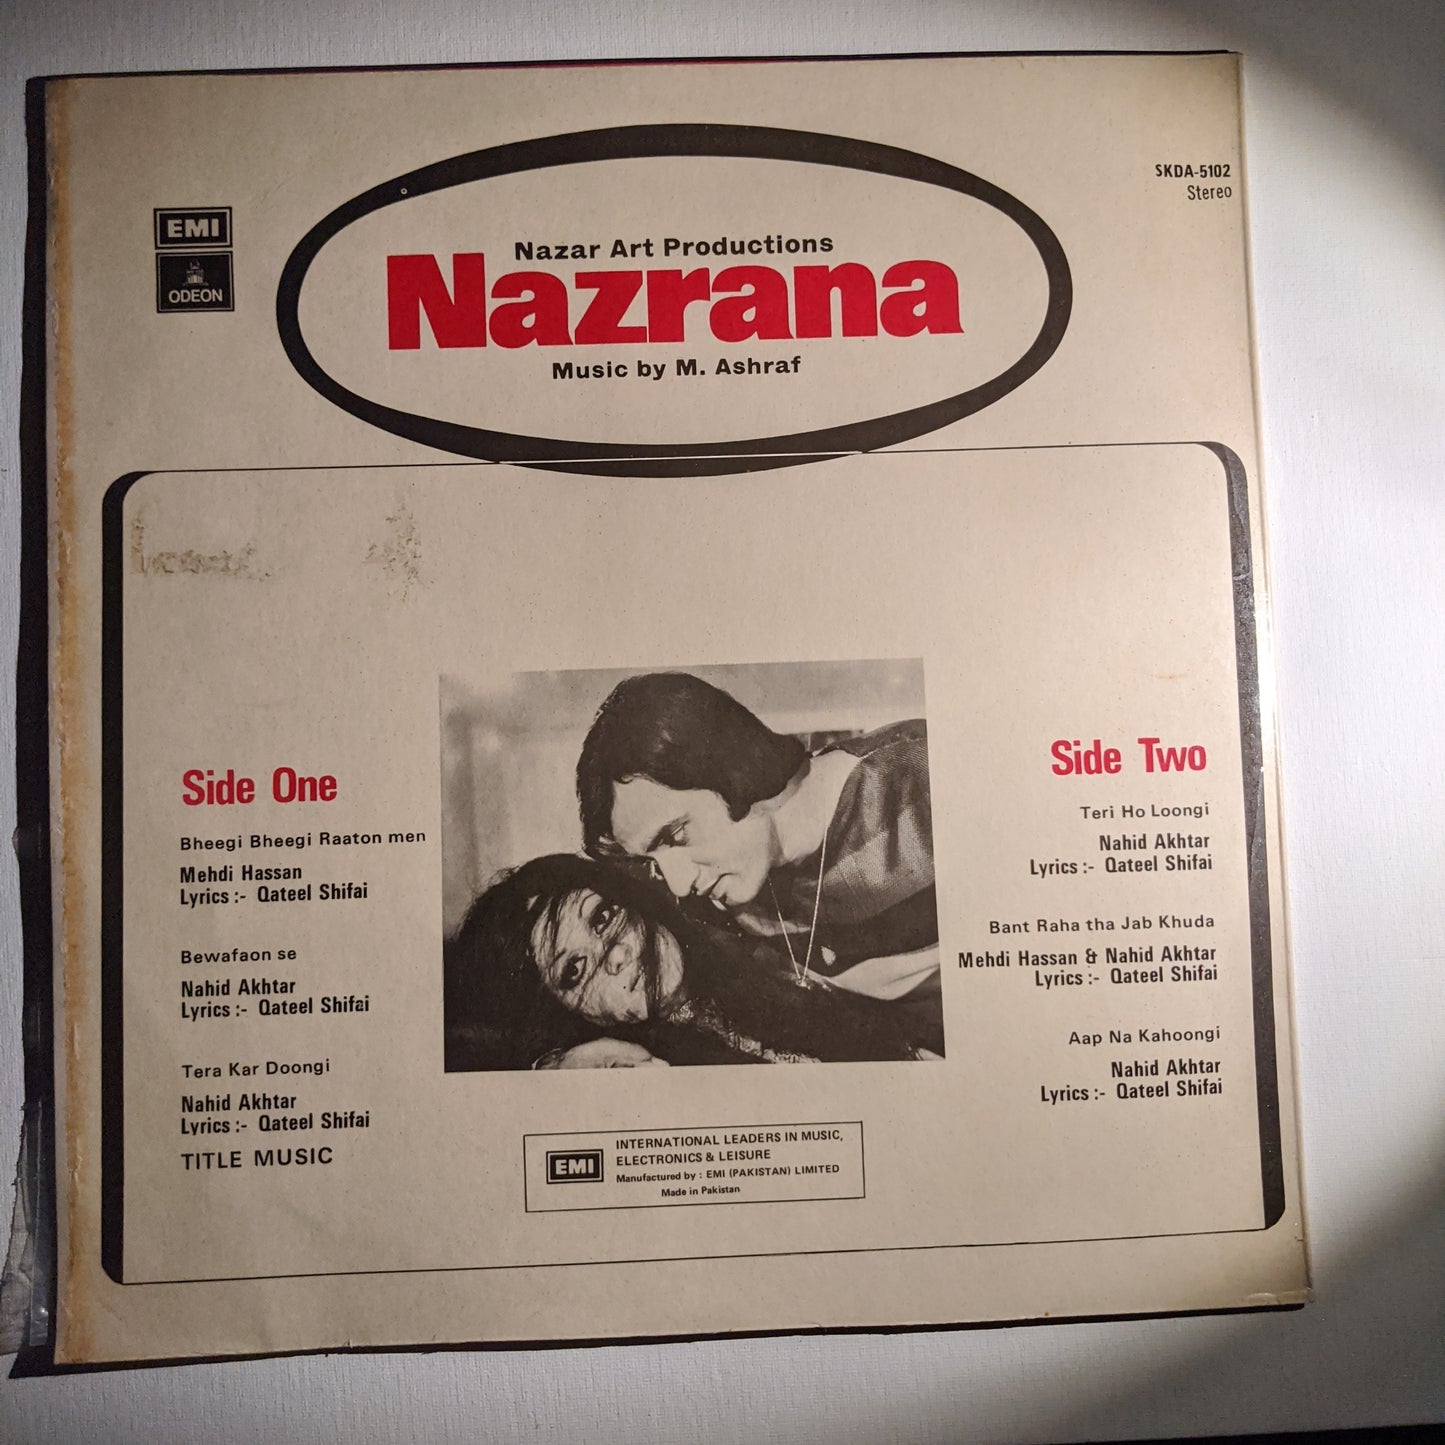 SKDA-5102
Stereo
EMI
ODEON
Nazar Art Productions
Nazrana
Music by M. Ashraf
Side One
Bheegi Bheegi Raaton men
Mehdi Hassan
Lyrics :- Qateel Shifai
Bewafaon se
Nahid Akhtar
Lyrics :- Qateel Shifai
Tera Kar Doongi
Nahid Akhtar
Lyrics :- Qateel Shifai
TITLE MUSIC
Side Two
Teri Ho Loongi
Nahid Akhtar
Lyrics :- Qateel Shifai
Bant Raha tha Jab Khuda
Mehdi Hassan & Nahid Akhtar
Lyrics :- Qateel Shifai
Aap Na Kahoongi
Nahid Akhtar
Lyrics :- Qateel Shifai
EMI
INTERNATIONAL LEADERS IN MUSIC,
ELECTRONICS & LEISURE
Manufactured by : EMI (PAKISTAN) LIMITED
Made in Pakistan